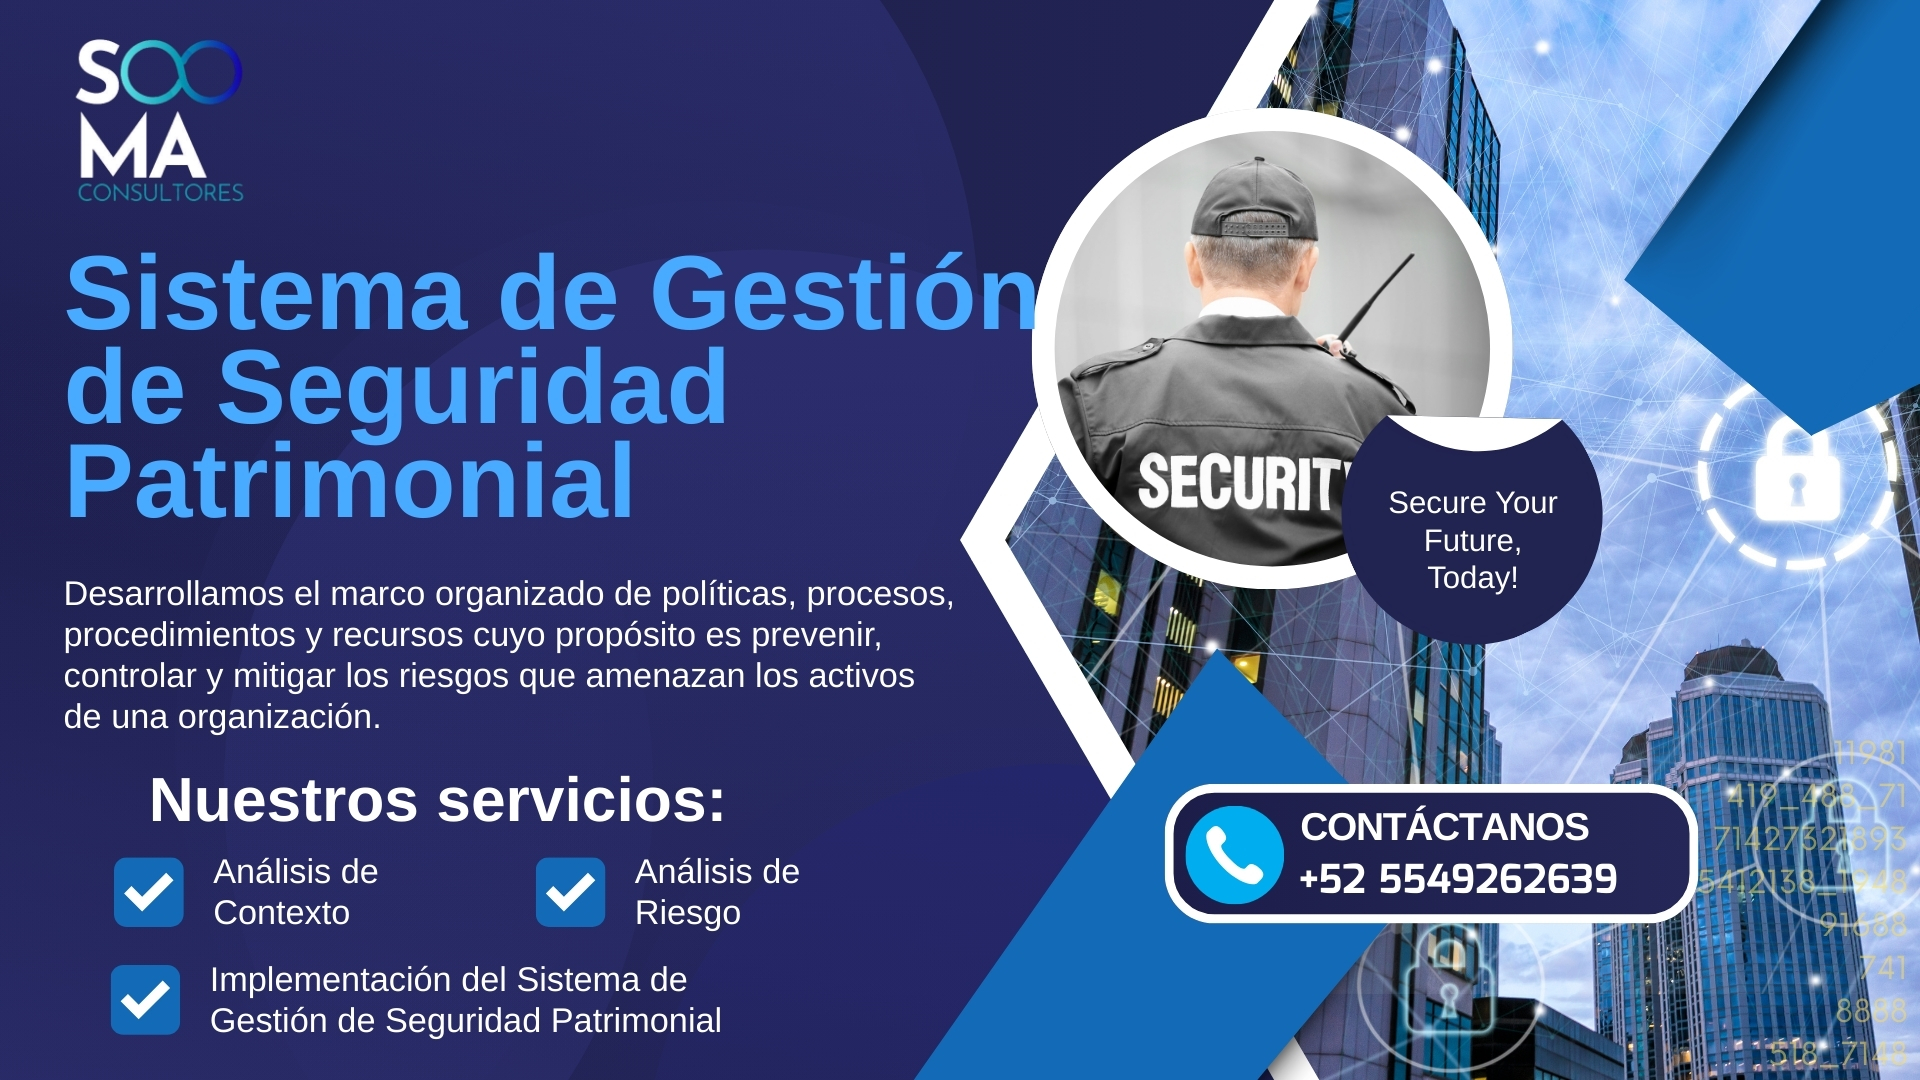 SOO
MA
CONSULTORES
Sistema de Gestión
de Seguridad
Patrimonial
Desarrollamos el marco organizado de políticas, procesos,
procedimientos y recursos cuyo propósito es prevenir,
controlar y mitigar los riesgos que amenazan los activos
de una organización.
Nuestros servicios:
Análisis de
Contexto
Análisis de
Riesgo
Implementación del Sistema de
Gestión de Seguridad Patrimonial
SECURIT
Secure Your
Future,
Today!
CONTÁCTANOS
+52 5549262639
11981
419_488_71
71427321893
91688
741
8888
518_7148